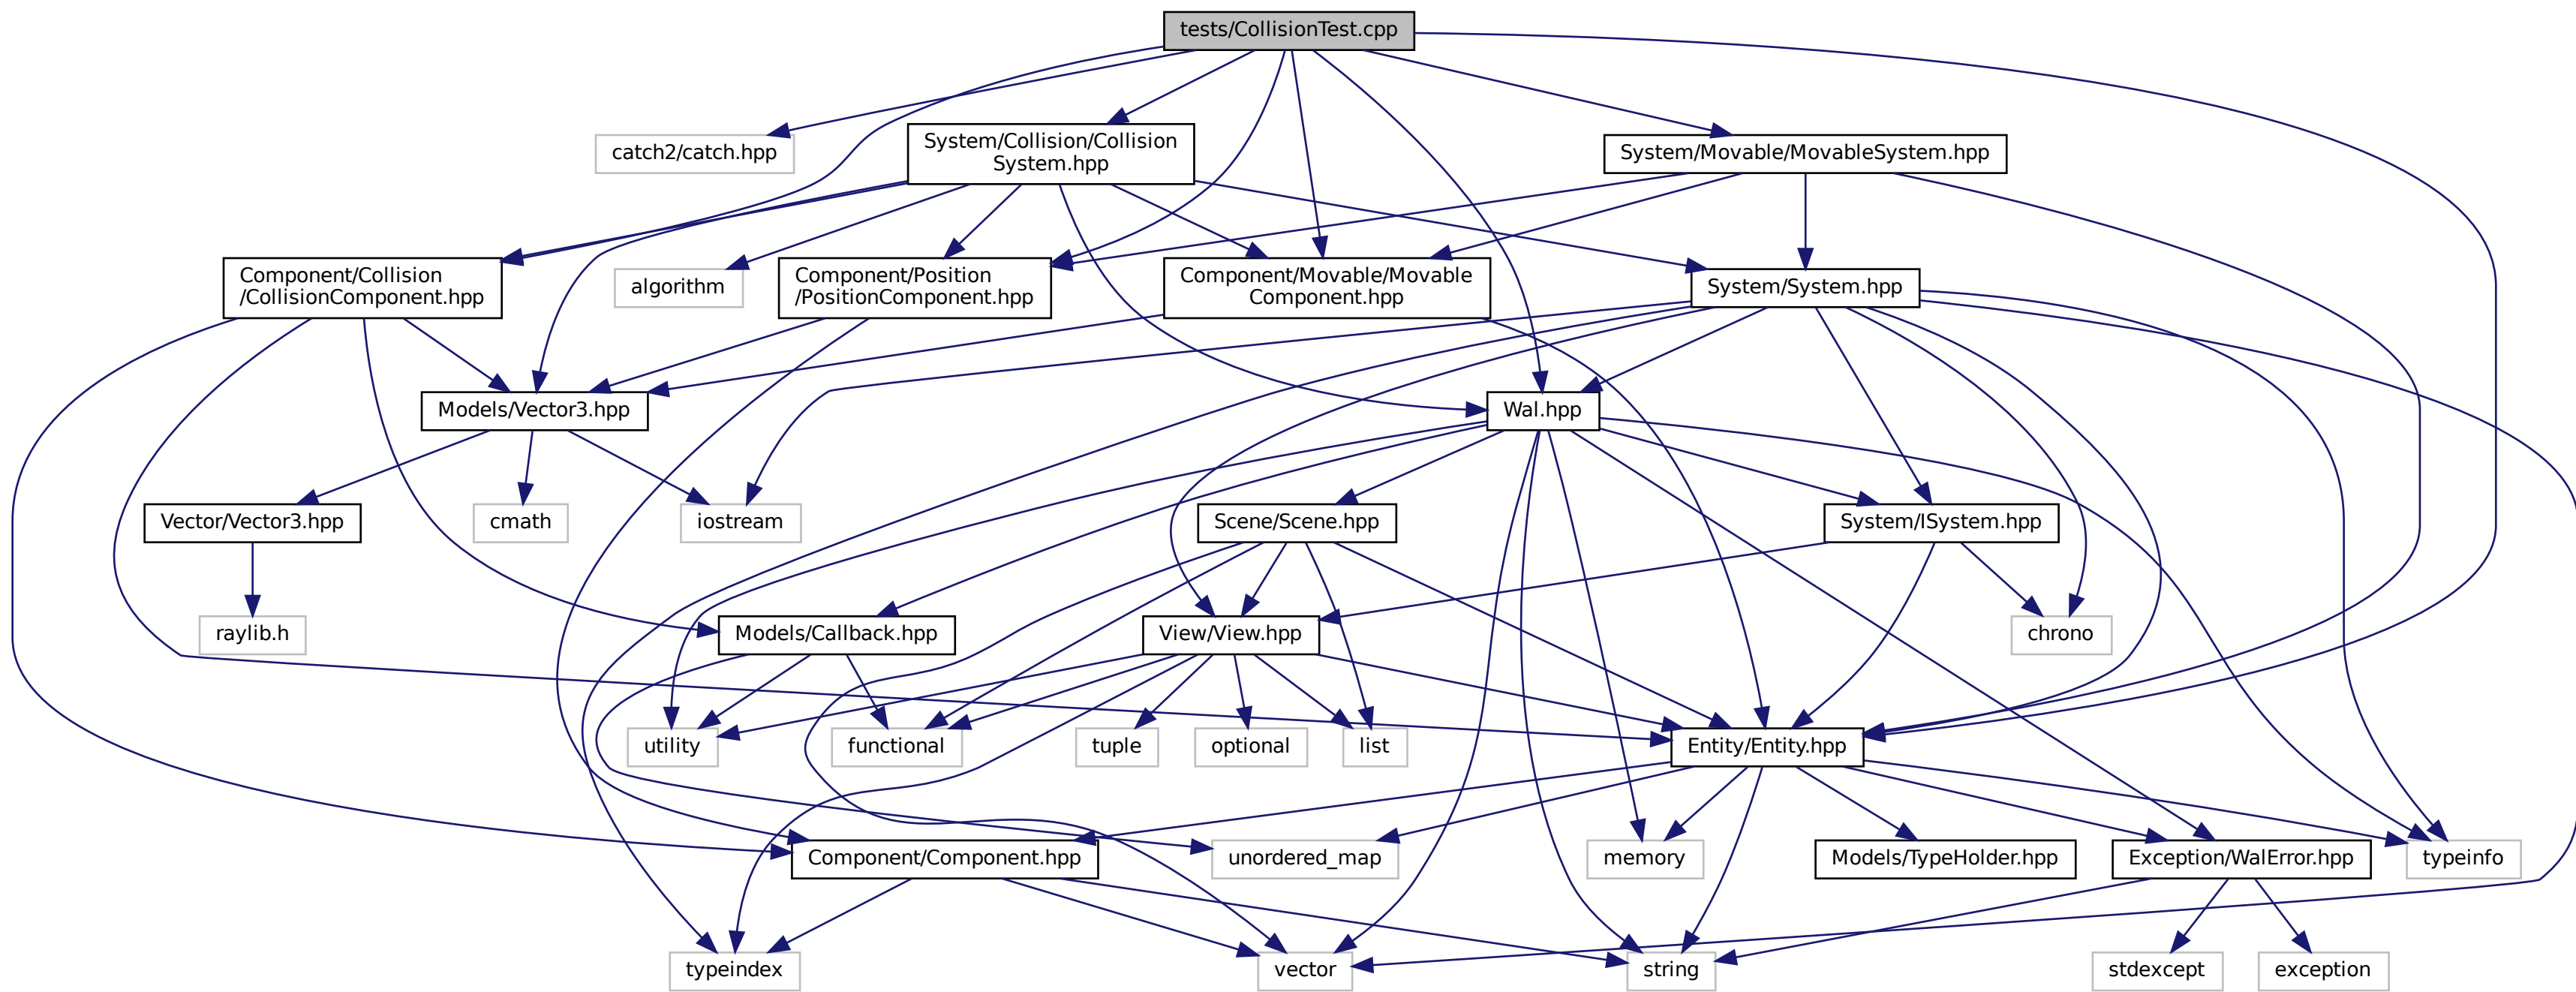 tests/CollisionTest.cpp
catch2/catch.hpp
System/Collision/Collision
System.hpp
System/Movable/MovableSystem.hpp
Component/Collision
/CollisionComponent.hpp
algorithm
Component/Position
/PositionComponent.hpp
Component/Movable/Movable
Component.hpp
System/System.hpp
Models/Vector3.hpp
Wal.hpp
Vector/Vector3.hpp
cmath
iostream
Scene/Scene.hpp
System/ISystem.hpp
raylib.h
Models/Callback.hpp
View/View.hpp
chrono
utility
functional
tuple
optional
list
Entity/Entity.hpp
Component/Component.hpp
unordered_map
memory
Models/TypeHolder.hpp
Exception/WalError.hpp
typeinfo
typeindex
vector
string
stdexcept
exception